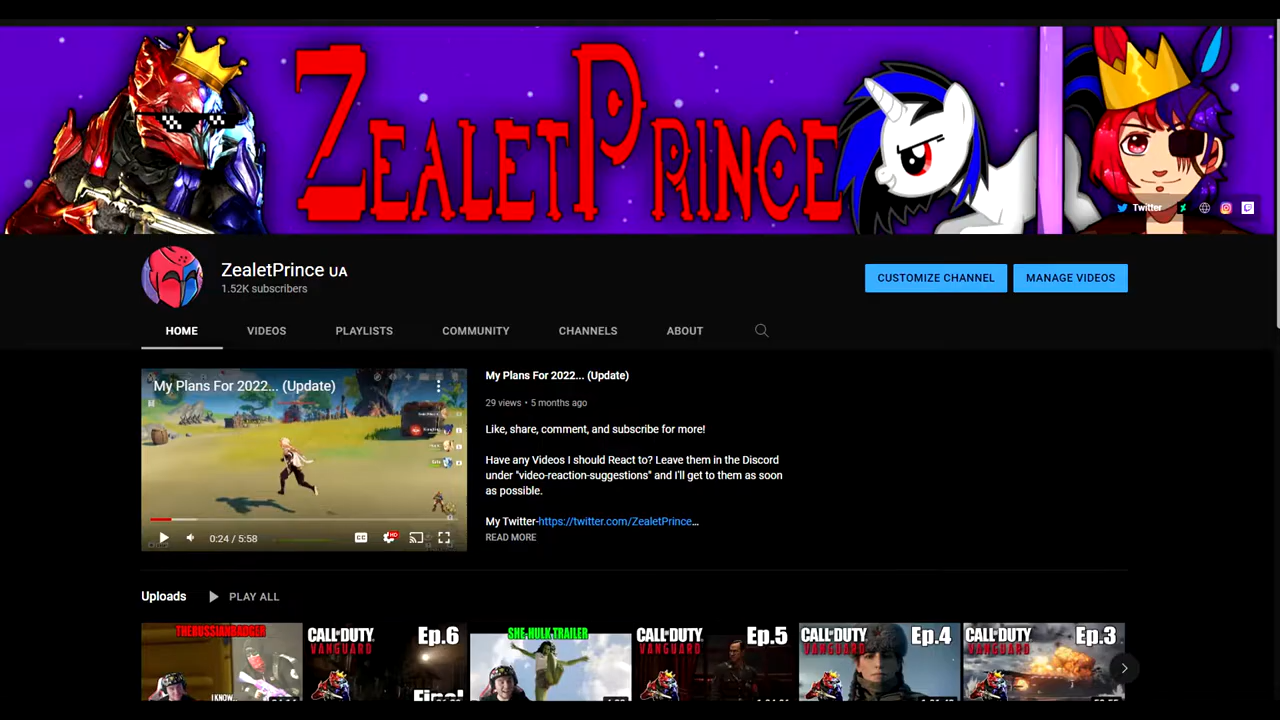 ZEALETPRINCE
Twitter
ZealetPrince UA
1.52K subscribers
CUSTOMIZE CHANNEL
MANAGE VIDEOS
HOME
VIDEOS
PLAYLISTS
COMMUNITY
CHANNELS
ABOUT
My Plans For 2022... (Update)
CC
HD
0:24 / 5:58
My Plans For 2022... (Update)
29 views • 5 months ago
Like, share, comment, and subscribe for more!
Have any Videos I should React to? Leave them in the Discord
under "video-reaction-suggestions" and I'll get to them as soon
as possible.
My Twitter-https://twitter.com/ZealetPrince...
READ MORE
Uploads
PLAY ALL
THERUSSIANBADGER
I KNOW...
CALL OF DUTY
VANGUARD
Ep.6
Final
SHE-HULK TRAILER
CALL OF DUTY
VANGUARD
Ep.5
CALL OF DUTY
VANGUARD
Ep.4
CALL OF DUTY
VANGUARD
Ep.3